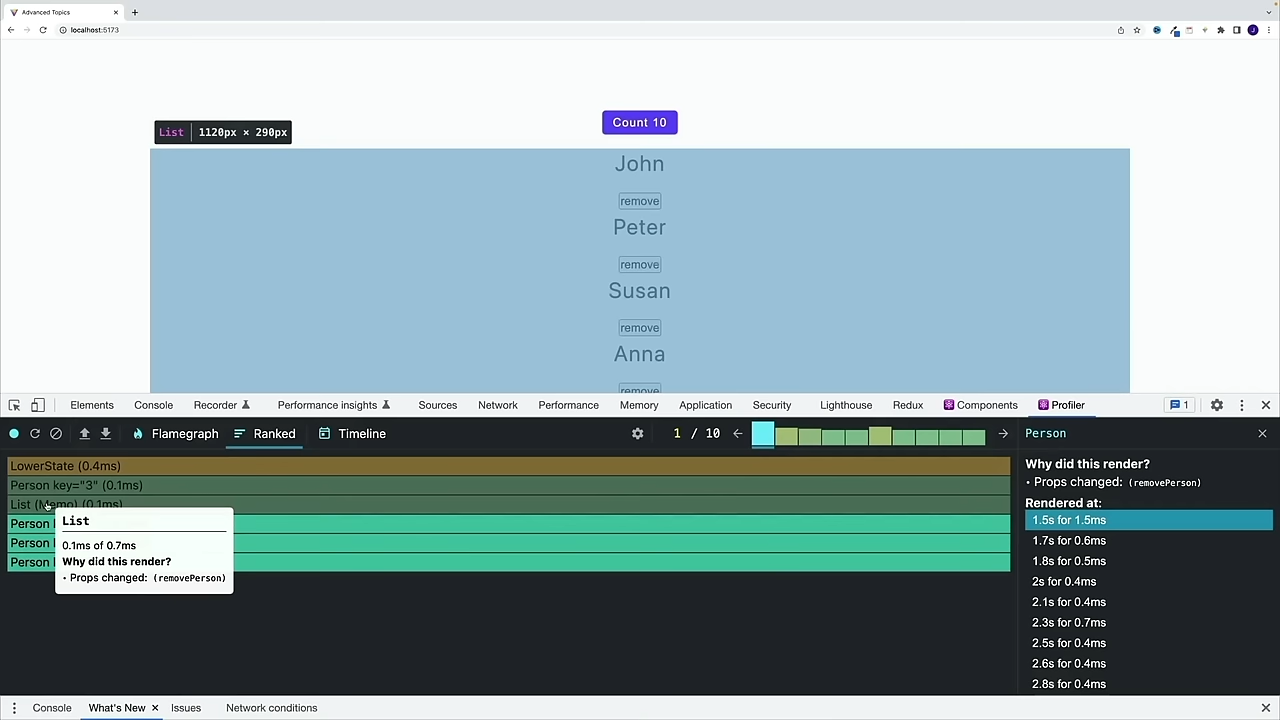 Advanced Topics
localhost:5173
Count 10
List 1120px × 290px
John
remove
Peter
remove
Susan
remove
Anna
remove
Elements Console Recorder Performance insights Sources Network Performance Memory Application Security Lighthouse Redux Components Profiler 1
Flamegraph Ranked Timeline 1 / 10 Person
LowerState (0.4ms)
Person key="3" (0.1ms)
List (Memo) (0.1ms)
Person
Person
Person
List
0.1ms of 0.7ms
Why did this render?
• Props changed: (removePerson)
Why did this render?
• Props changed: (removePerson)
Rendered at:
1.5s for 1.5ms
1.7s for 0.6ms
1.8s for 0.5ms
2s for 0.4ms
2.1s for 0.4ms
2.3s for 0.7ms
2.5s for 0.4ms
2.6s for 0.4ms
2.8s for 0.4ms
Console What's New Issues Network conditions